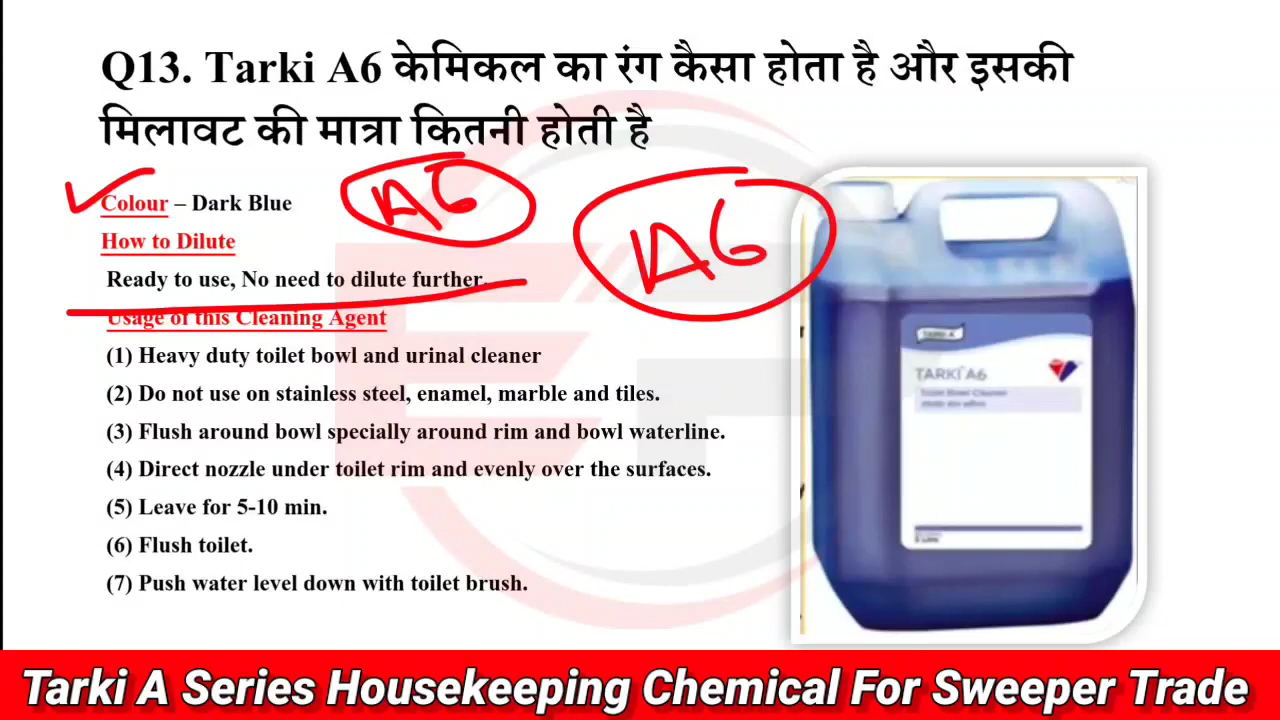 Q13. Tarki A6 केमिकल का रंग कैसा होता है और इसकी
मिलावट की मात्रा कितनी होती है
Colour – Dark Blue
A6
A6
How to Dilute
Ready to use, No need to dilute further.
Usage of this Cleaning Agent
(1) Heavy duty toilet bowl and urinal cleaner
(2) Do not use on stainless steel, enamel, marble and tiles.
(3) Flush around bowl specially around rim and bowl waterline.
(4) Direct nozzle under toilet rim and evenly over the surfaces.
(5) Leave for 5-10 min.
(6) Flush toilet.
(7) Push water level down with toilet brush.
TARKI A6
Toilet Bowl Cleaner
Tarki A Series Housekeeping Chemical For Sweeper Trade